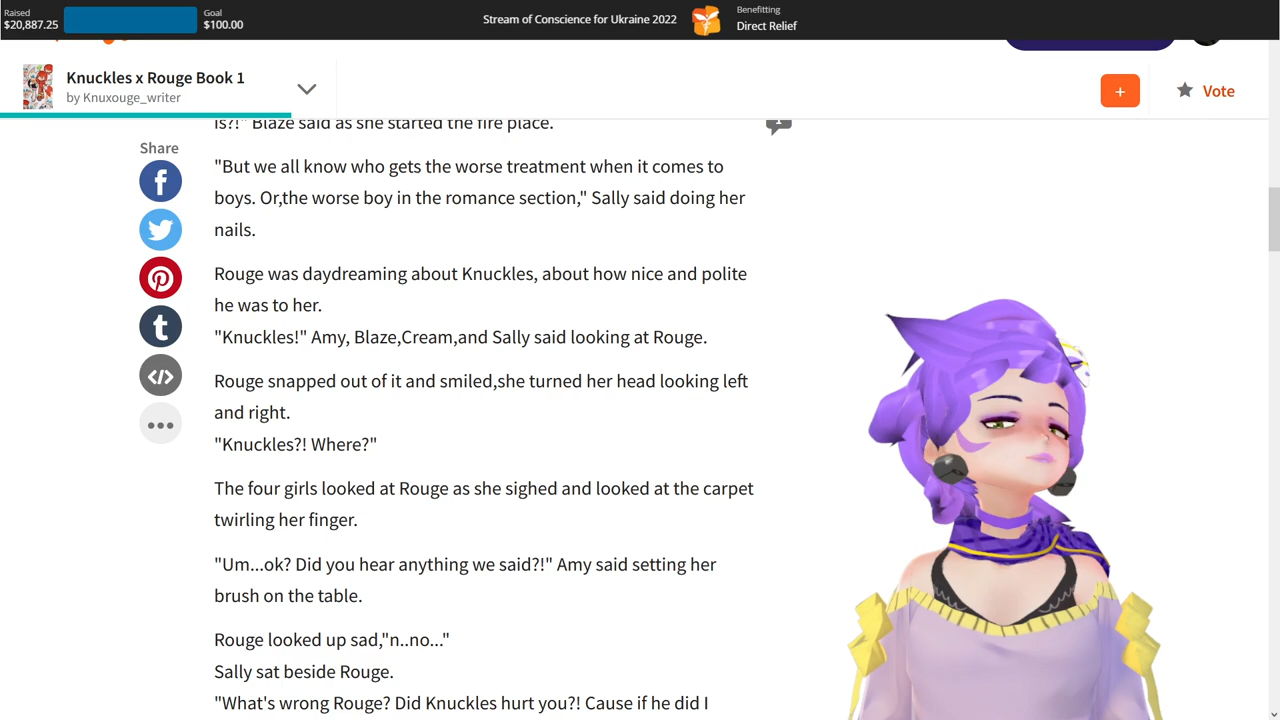 Raised
$20,887.25
Goal
$100.00
Stream of Conscience for Ukraine 2022
Benefitting
Direct Relief
Knuckles x Rouge Book 1
by Knuxouge_writer
+
Vote
Share
is?!" Blaze said as she started the fire place.
1
"But we all know who gets the worse treatment when it comes to
boys. Or,the worse boy in the romance section," Sally said doing her
nails.
Rouge was daydreaming about Knuckles, about how nice and polite
he was to her.
"Knuckles!" Amy, Blaze,Cream,and Sally said looking at Rouge.
Rouge snapped out of it and smiled,she turned her head looking left
and right.
"Knuckles?! Where?"
The four girls looked at Rouge as she sighed and looked at the carpet
twirling her finger.
"Um...ok? Did you hear anything we said?!" Amy said setting her
brush on the table.
Rouge looked up sad,"n..no..."
Sally sat beside Rouge.
"What's wrong Rouge? Did Knuckles hurt you?! Cause if he did I